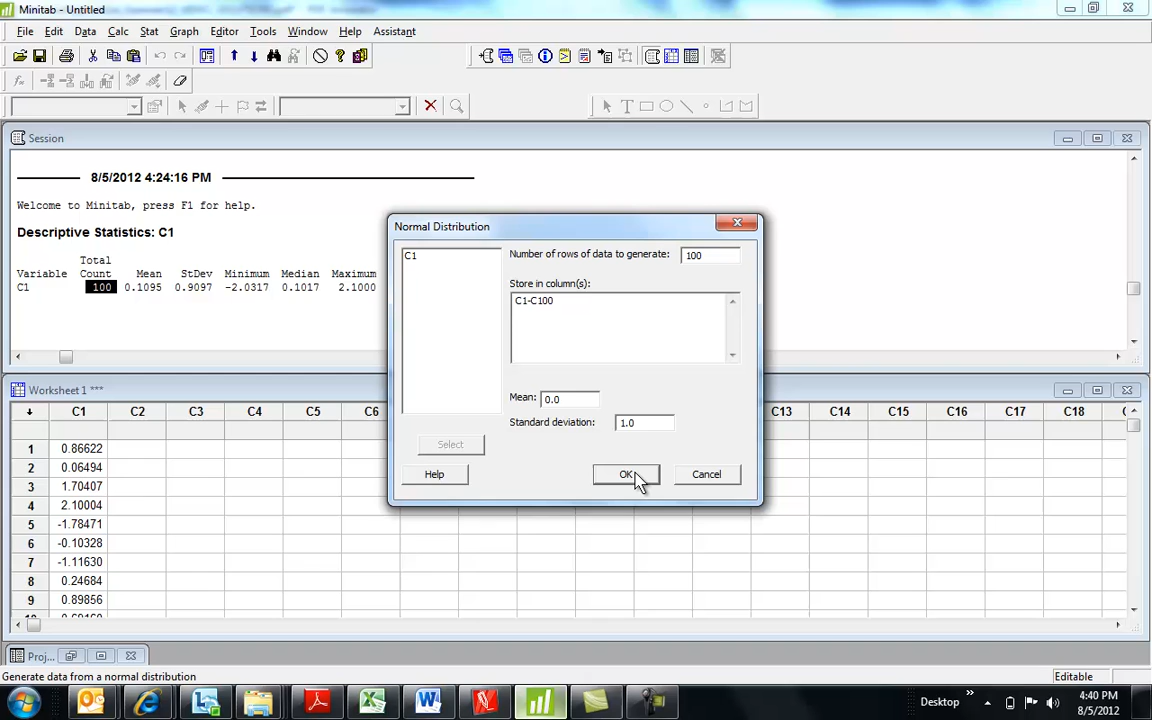 Minitab - Untitled
File Edit Data Calc Stat Graph Editor Tools Window Help Assistant
Session
8/5/2012 4:24:16 PM
Welcome to Minitab, press F1 for help.
Descriptive Statistics: C1
Total
Variable Count Mean StDev Minimum Median Maximum
C1 100 0.1095 0.9097 -2.0317 0.1017 2.1000
Normal Distribution
C1
Number of rows of data to generate: 100
Store in column(s):
C1-C100
Mean: 0.0
Standard deviation: 1.0
Select
Help OK Cancel
Worksheet 1 ***
C1 C2 C3 C4 C5 C6 C13 C14 C15 C16 C17 C18
1 0.86622
2 0.06494
3 1.70407
4 2.10004
5 -1.78471
6 -0.10328
7 -1.11630
8 0.24684
9 0.89856
Proj...
Generate data from a normal distribution
Editable
Desktop
4:40 PM
8/5/2012